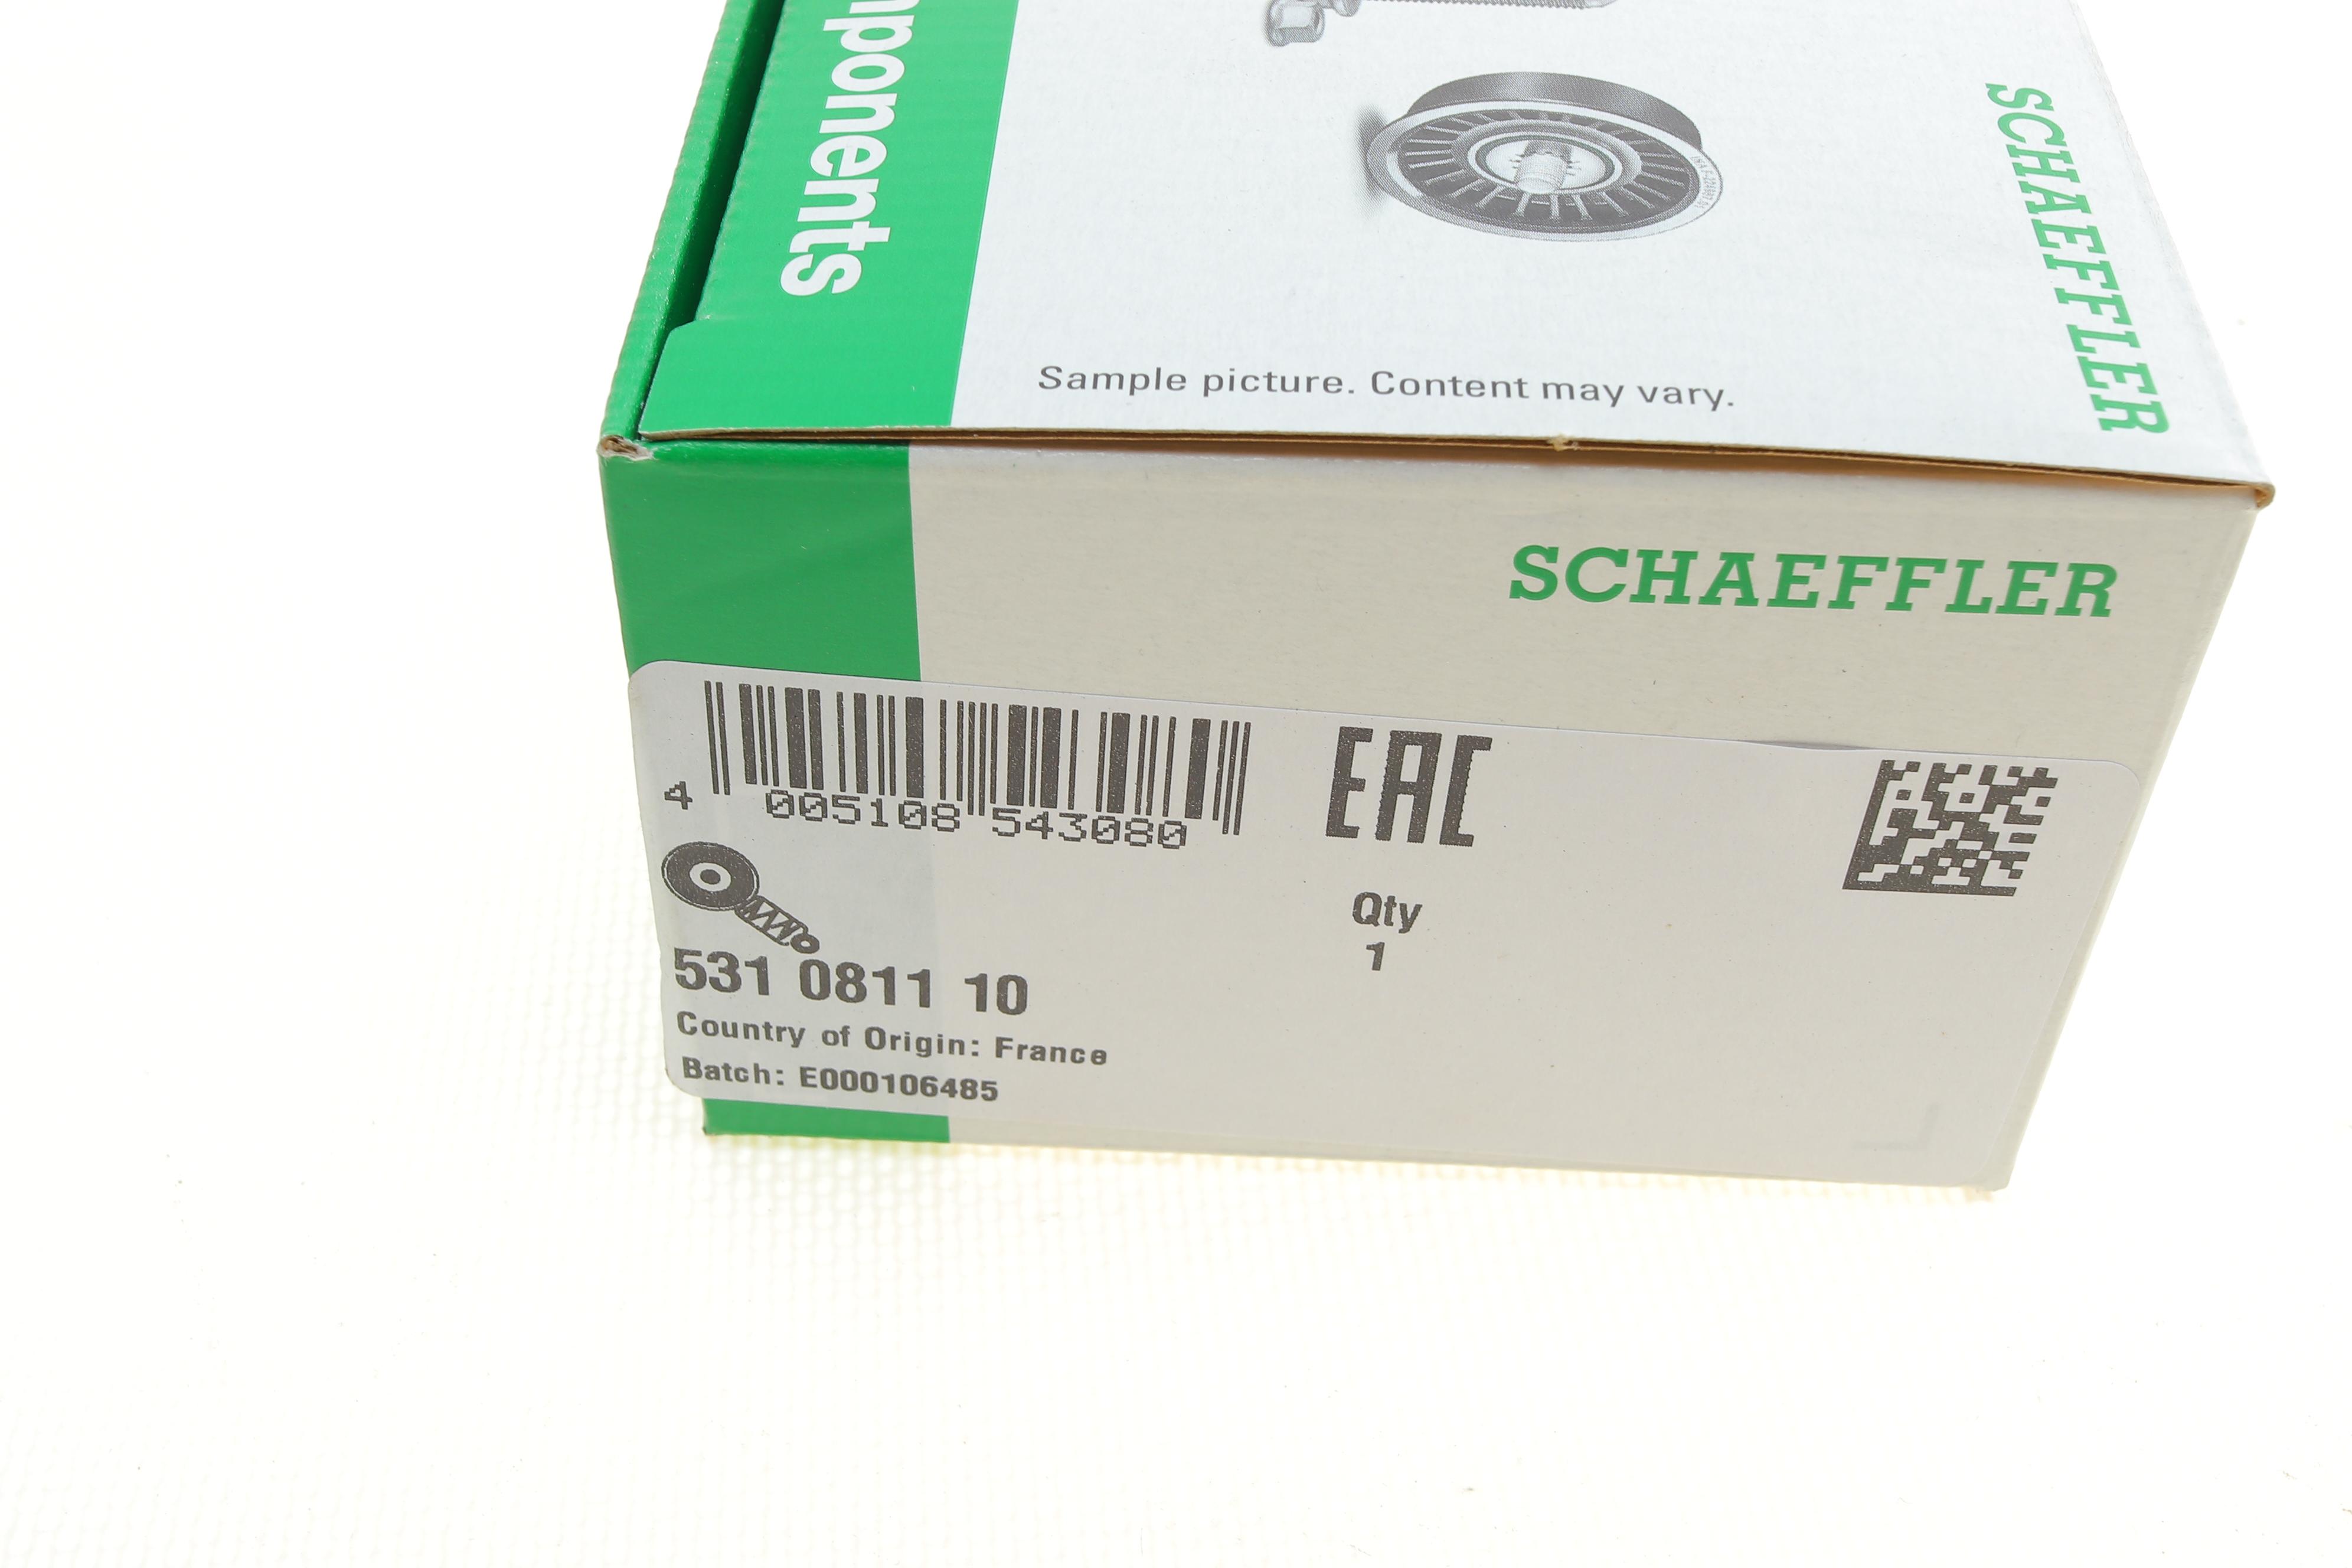 mponents
SCHAEFFLER
Sample picture. Content may vary.
SCHAEFFLER
4 005108 543080
EAC
Qty
1
531 0811 10
Country of Origin: France
Batch: E000106485